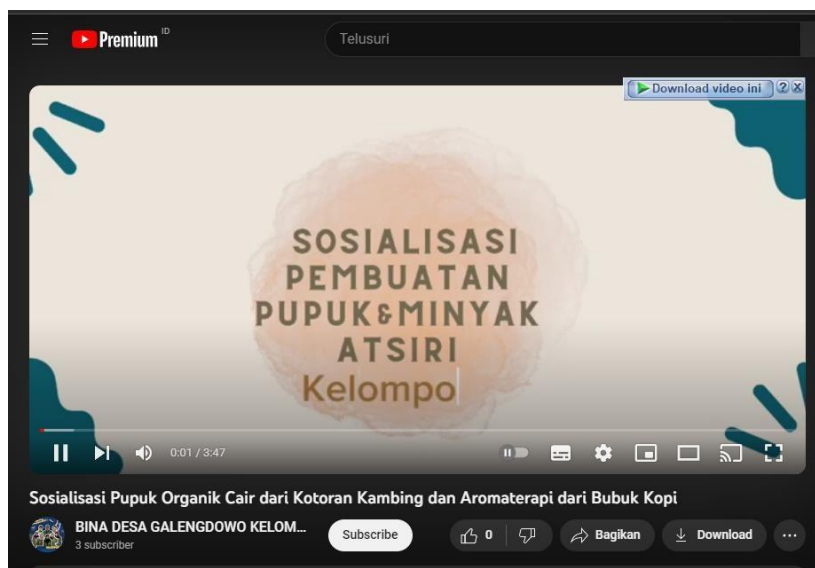 Premium ID
Telusuri
Download video ini
SOSIALISASI
PEMBUATAN
PUPUK&MINYAK
ATSIRI
Kelompo
0:01 / 3:47
Sosialisasi Pupuk Organik Cair dari Kotoran Kambing dan Aromaterapi dari Bubuk Kopi
BINA DESA GALENGDOWO KELOM...
3 subscriber
Subscribe
0
Bagikan
Download